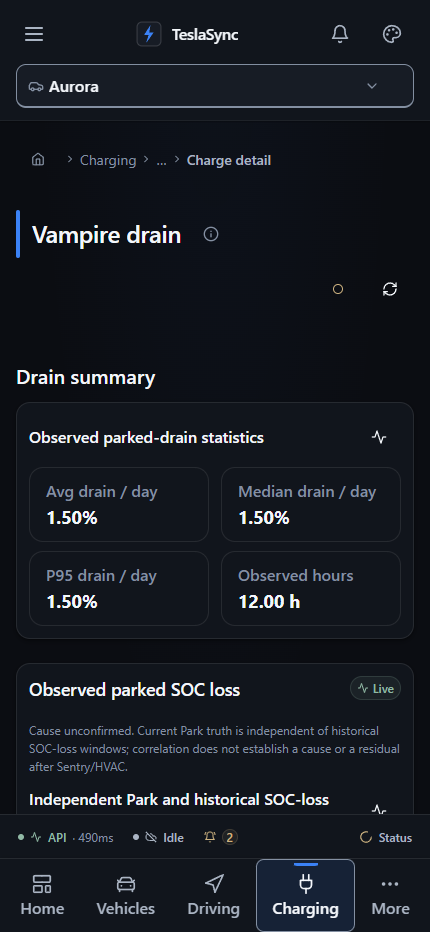 TeslaSync
Aurora
Charging ... Charge detail
Vampire drain
Drain summary
Observed parked-drain statistics
Avg drain / day Median drain / day
1.50% 1.50%
P95 drain / day Observed hours
1.50% 12.00 h
Observed parked SOC loss Live
Cause unconfirmed. Current Park truth is independent of historical
SOC-loss windows; correlation does not establish a cause or a residual
after Sentry/HVAC.
Independent Park and historical SOC-loss
API · 490ms Idle 2 Status
Home Vehicles Driving Charging More